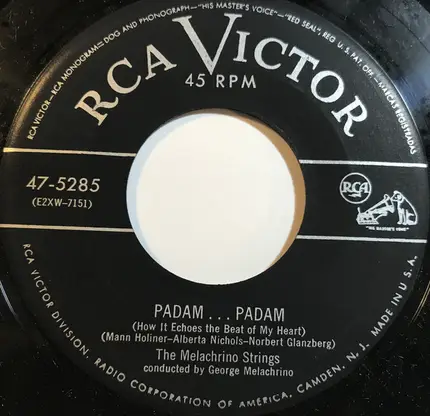 RCA VICTOR—RCA MONOGRAM—DOG AND PHONOGRAPH—"HIS MASTER'S VOICE"—"RED SEAL", REG. U.S. PAT. OFF.—MARCAS REGISTRADAS
RCA VICTOR
45 RPM
47-5285
(E2XW-7151)
RCA
"HIS MASTER'S VOICE"
PADAM . . . PADAM
(How It Echoes the Beat of My Heart)
(Mann Holiner–Alberta Nichols–Norbert Glanzberg)
The Melachrino Strings
conducted by George Melachrino
RCA VICTOR DIVISION, RADIO CORPORATION OF AMERICA, CAMDEN, N. J. MADE IN U.S.A.